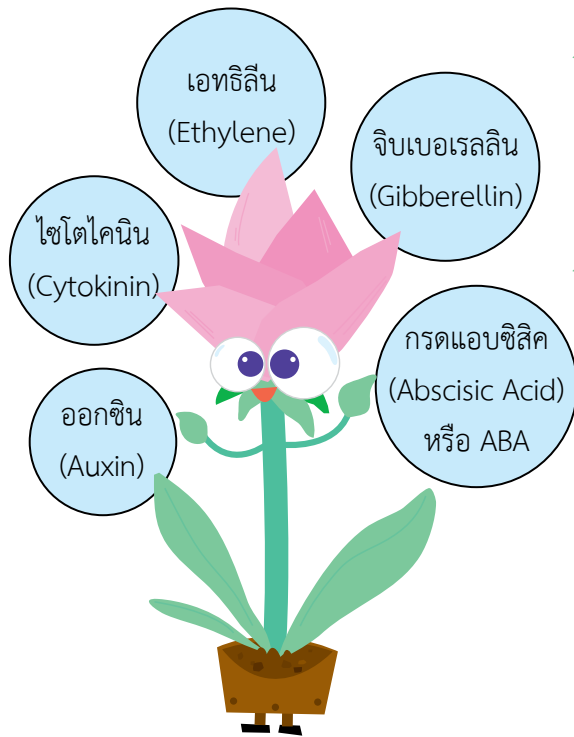 เอทธิลีน
(Ethylene)
จิบเบอเรลลิน
(Gibberellin)
ไซโตไคนิน
(Cytokinin)
กรดแอบซิสิค
(Abscisic Acid)
หรือ ABA
ออกซิน
(Auxin)